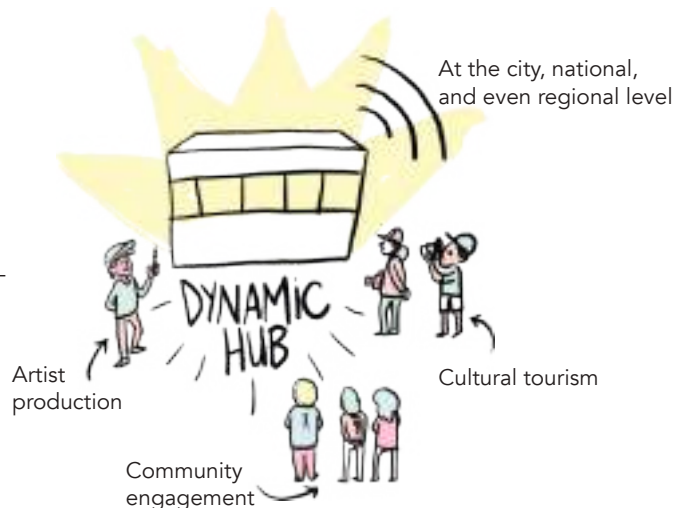 At the city, national,
and even regional level
DYNAMIC
HUB
Artist
production
Cultural tourism
Community
engagement